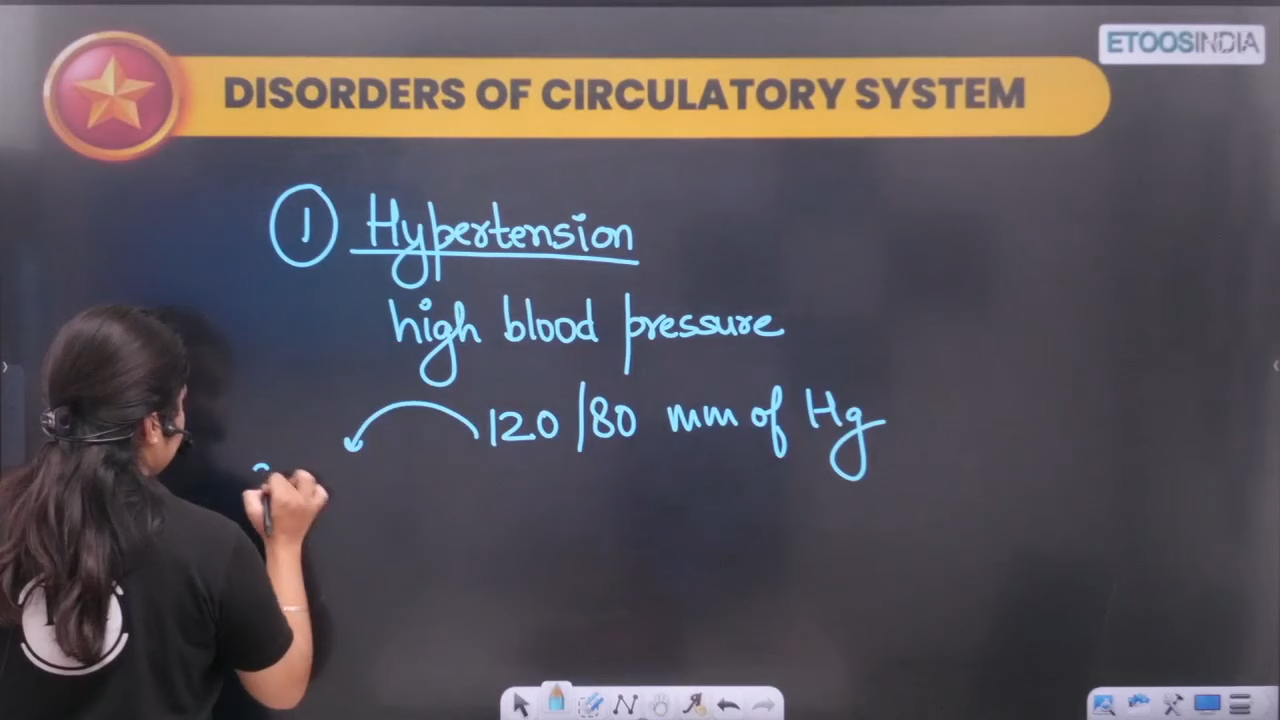 ETOOSINDIA
DISORDERS OF CIRCULATORY SYSTEM
1 Hypertension
high blood pressure
120/80 mm of Hg